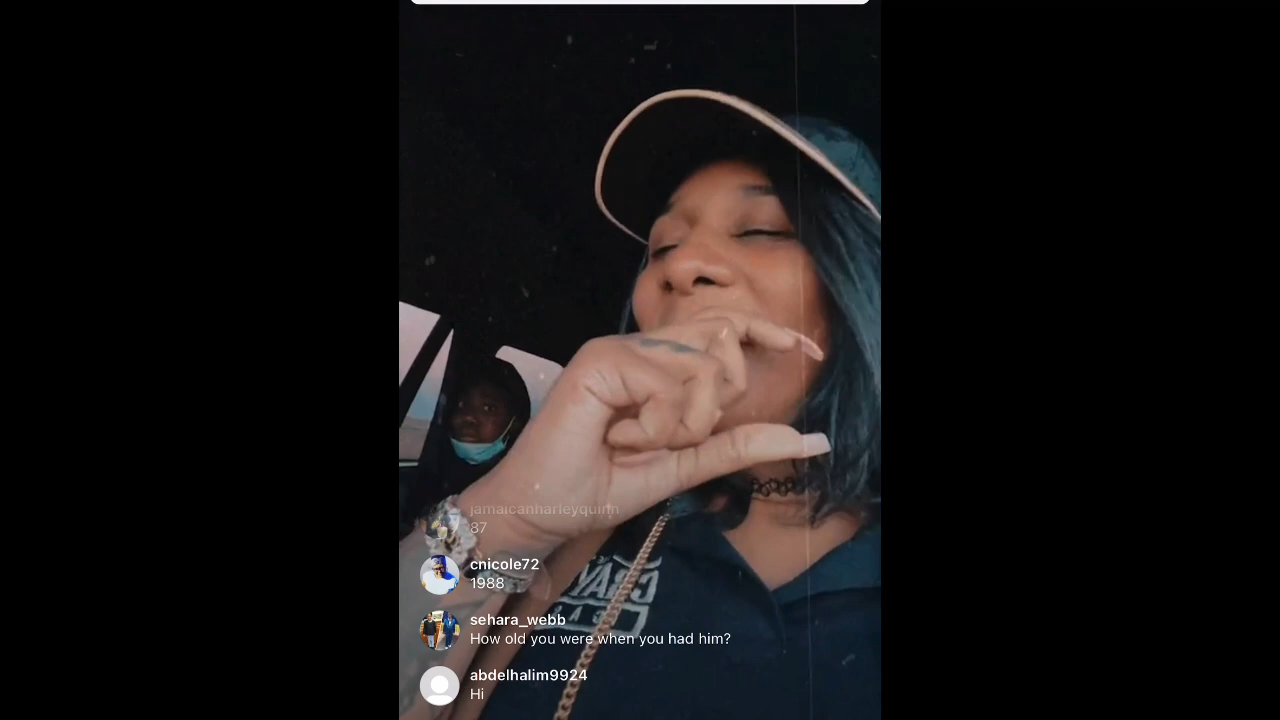 jamaicanharleyquinn
87
cnicole72
1988
sehara_webb
How old you were when you had him?
abdelhalim9924
Hi